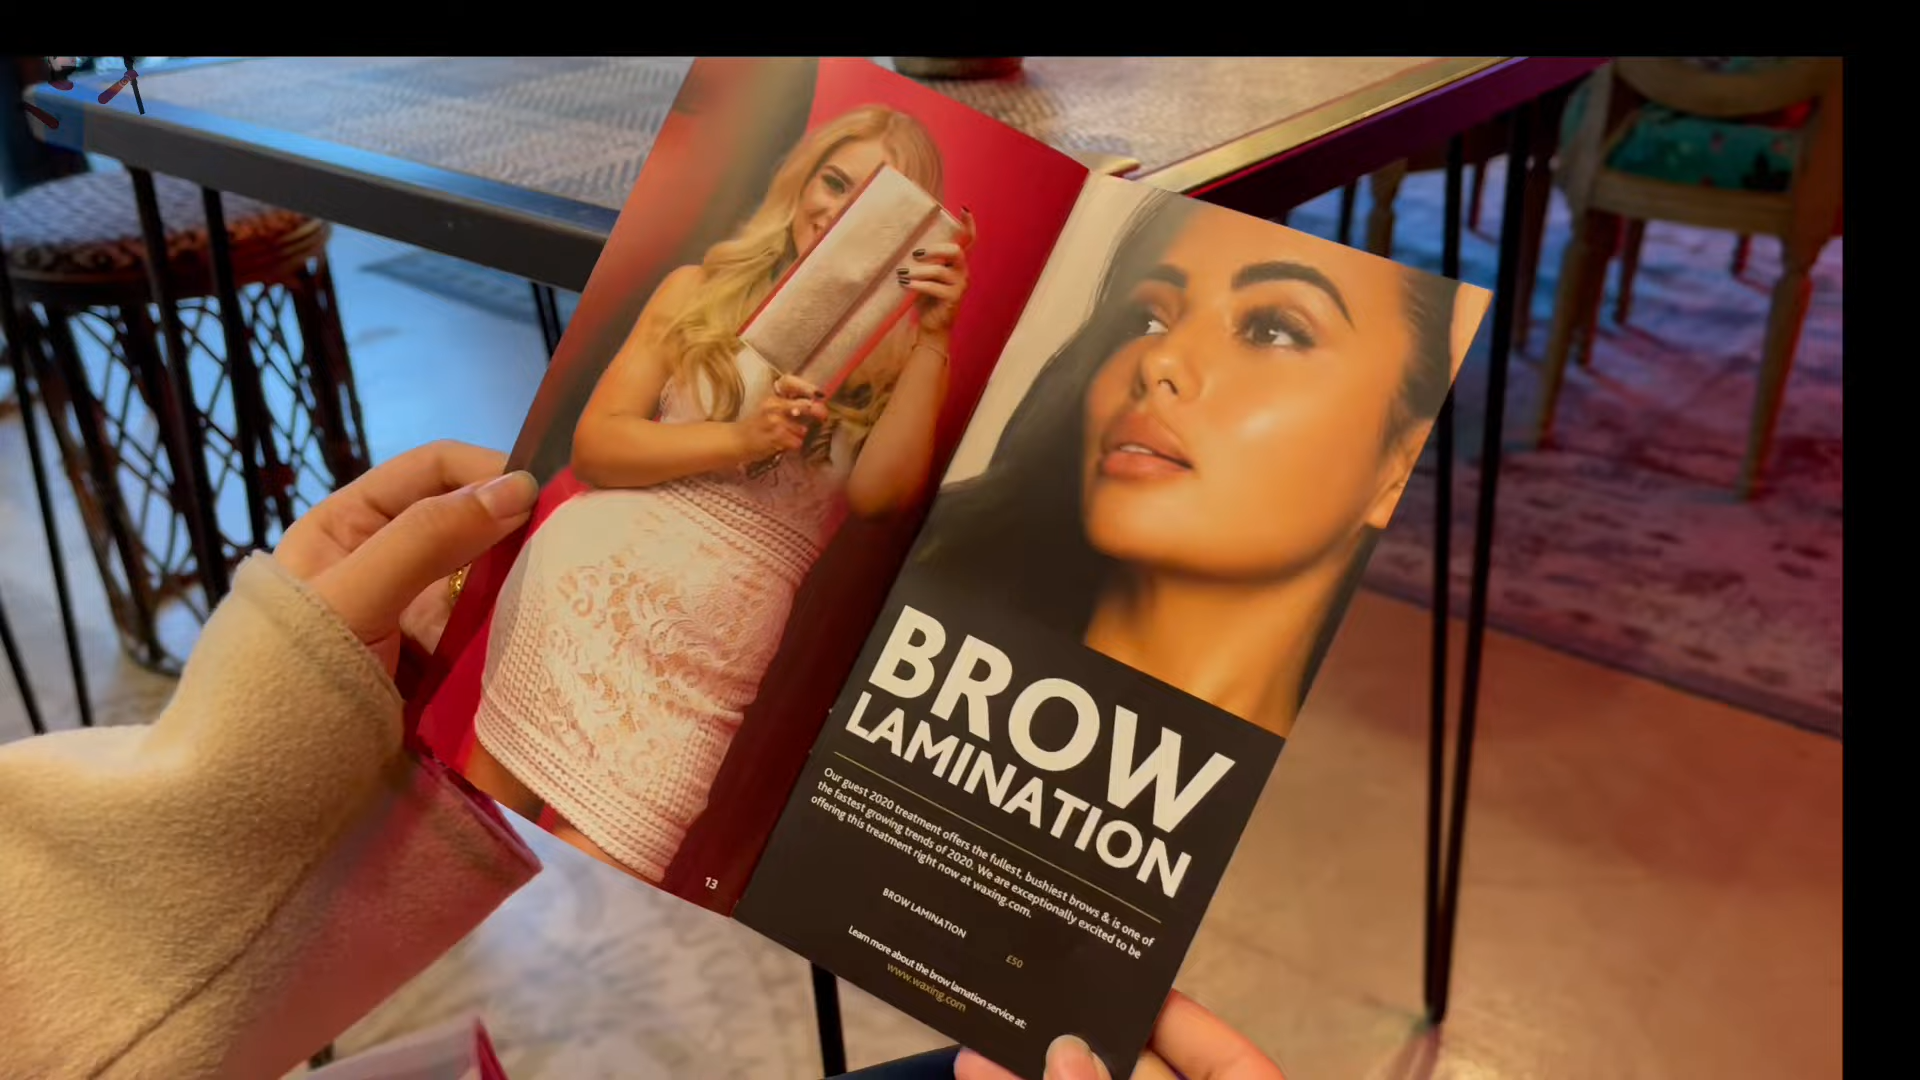 13
BROW
LAMINATION
Our guest 2020 treatment offers the fullest, bushiest brows & is one of
the fastest growing trends of 2020. We are exceptionally excited to be
offering this treatment right now at waxing.com.
BROW LAMINATION
£50
Learn more about the brow lamation service at:
www.waxing.com